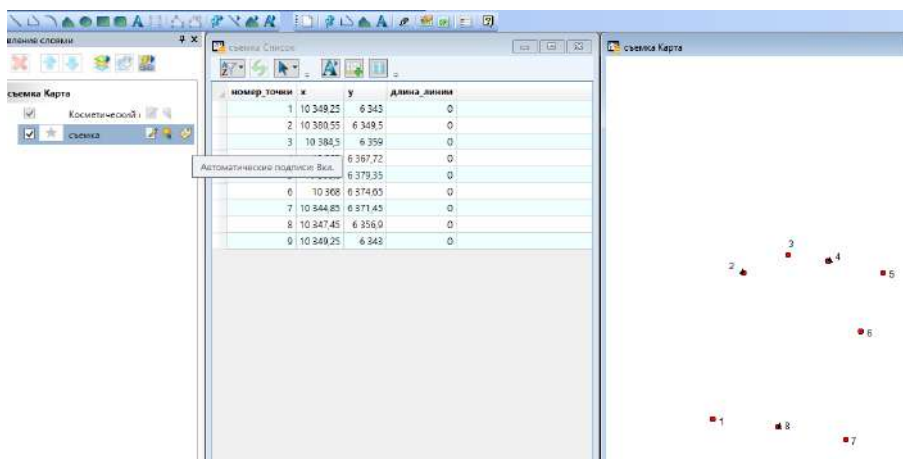 вления слоями
съемка Список
съемка Карта
съемка Карта
Косметический
съемка
Автоматические подписи: Вкл.
номер_точки x y длина_линии
1 10 349,25 6 343 0
2 10 380,55 6 349,5 0
3 10 384,5 6 359 0
6 367,72 0
6 379,35 0
6 10 368 6 374,65 0
7 10 344,85 6 371,45 0
8 10 347,45 6 356,9 0
9 10 349,25 6 343 0
3
2
4
5
6
1
8
7